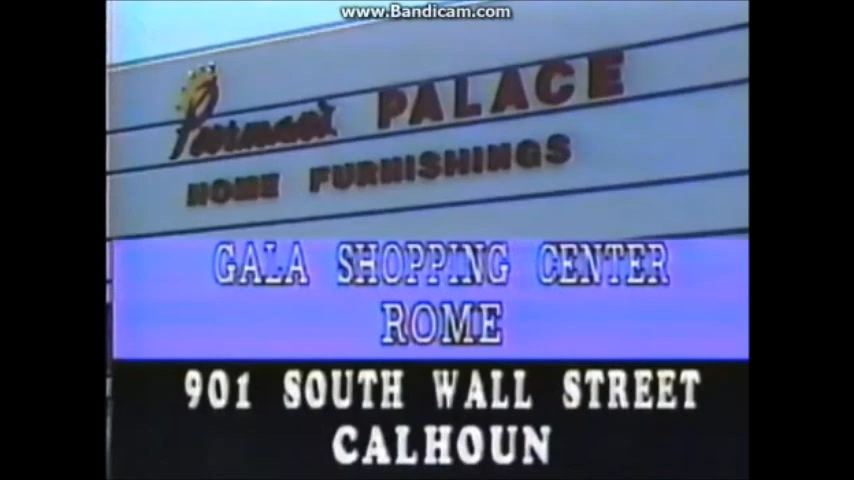 www.Bandicam.com
PALACE
HOME FURNISHINGS
GALA SHOPPING CENTER
ROME
901 SOUTH WALL STREET
CALHOUN